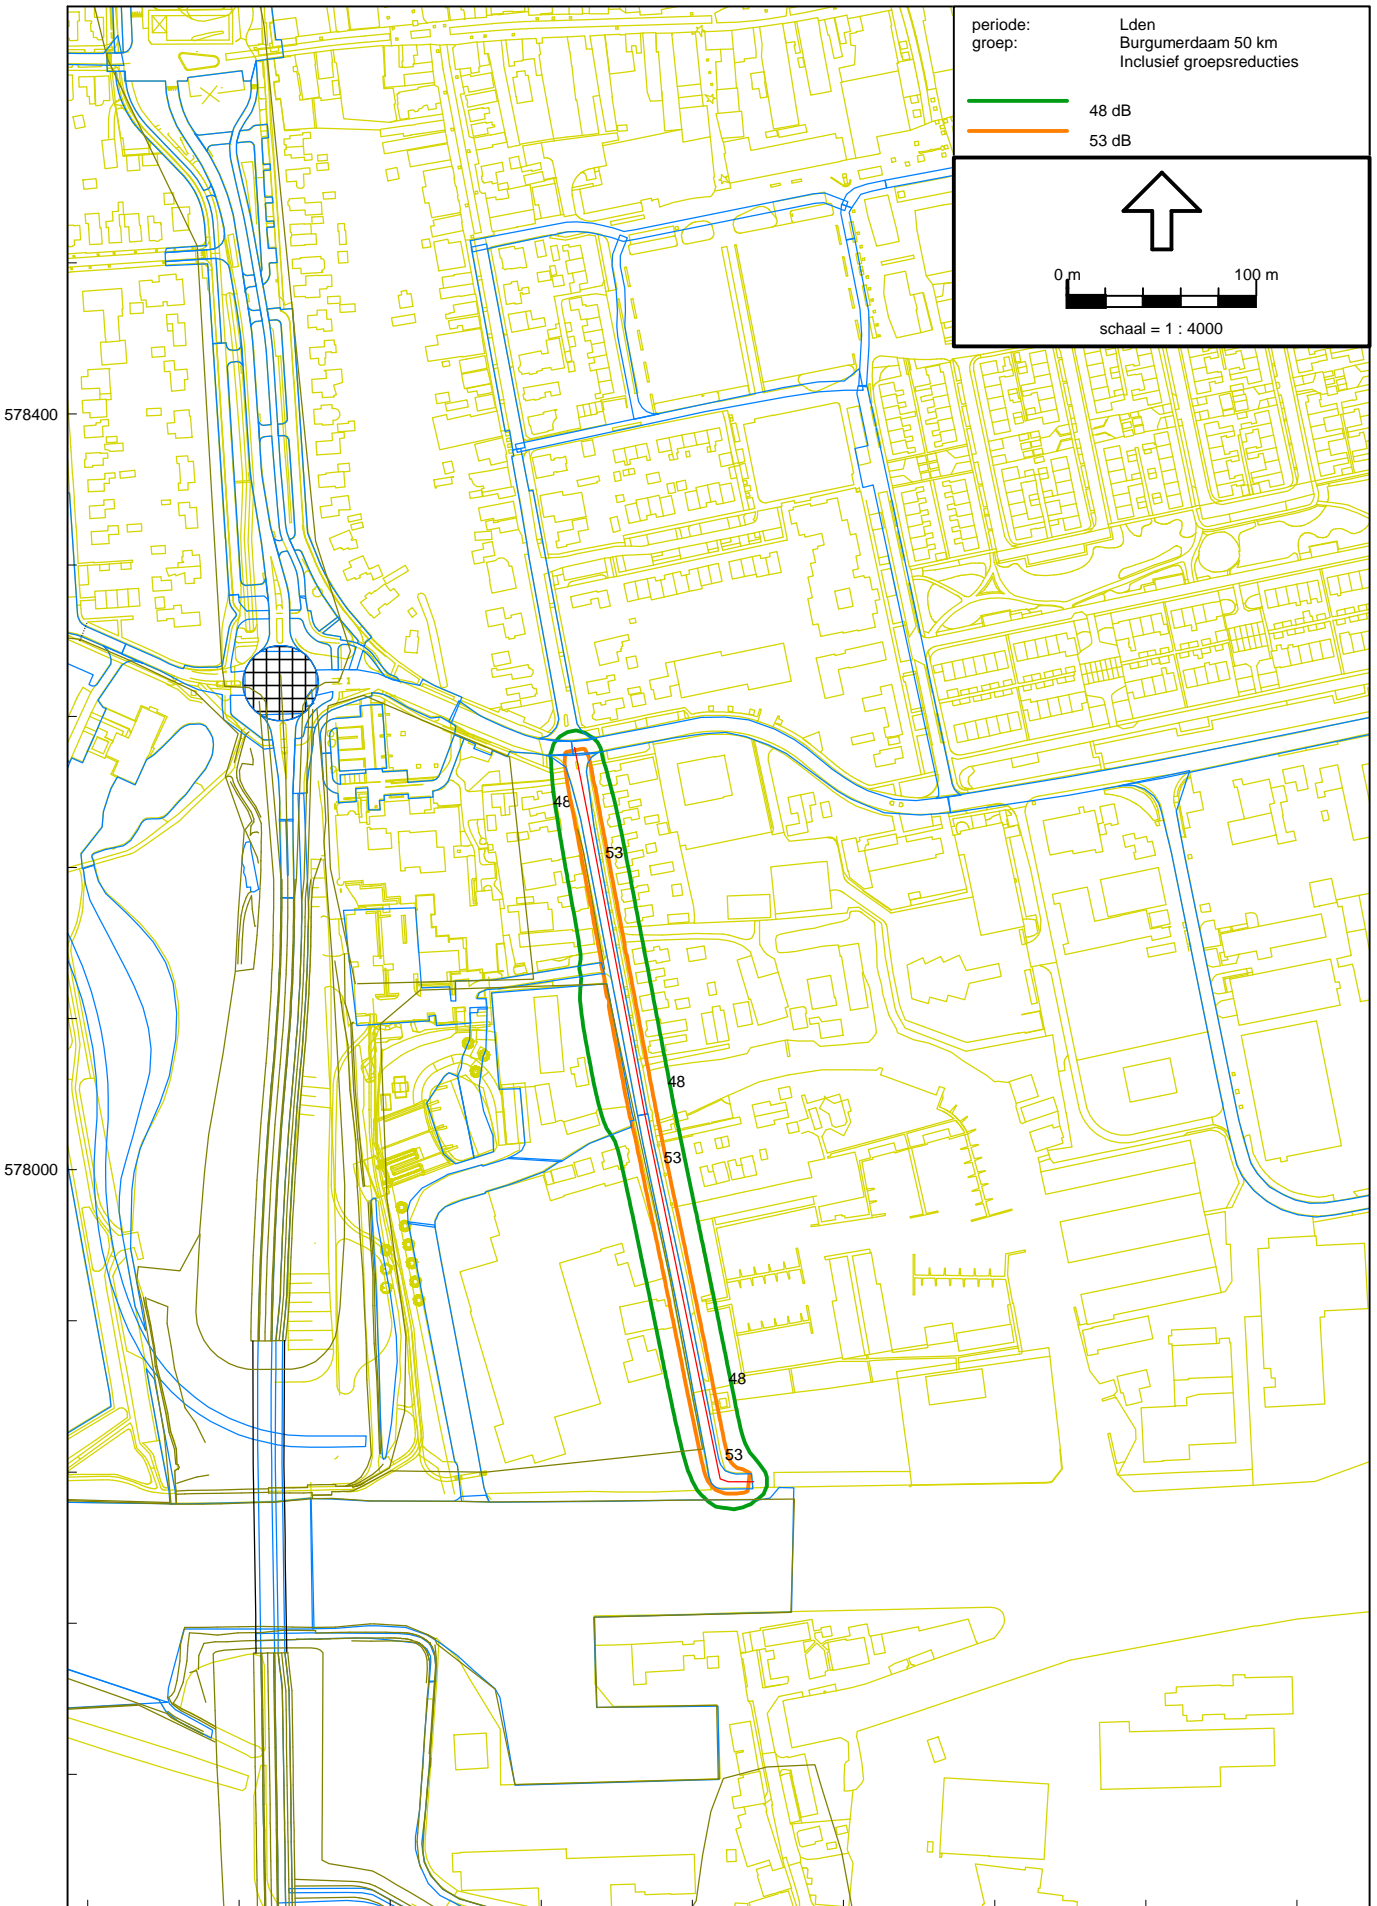 periode: Lden
groep: Burgumerdaam 50 km
Inclusief groepsreducties
48 dB
53 dB
0 m 100 m
schaal = 1 : 4000
578400
48
53
48
53
578000
48
53